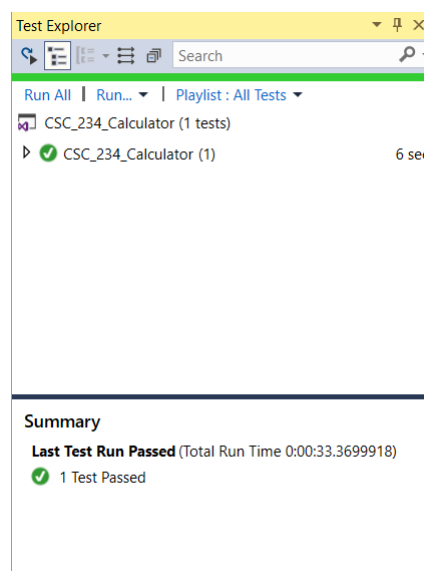 Test Explorer
Search
Run All | Run... | Playlist : All Tests
CSC_234_Calculator (1 tests)
CSC_234_Calculator (1) 6 sec
Summary
Last Test Run Passed (Total Run Time 0:00:33.3699918)
1 Test Passed